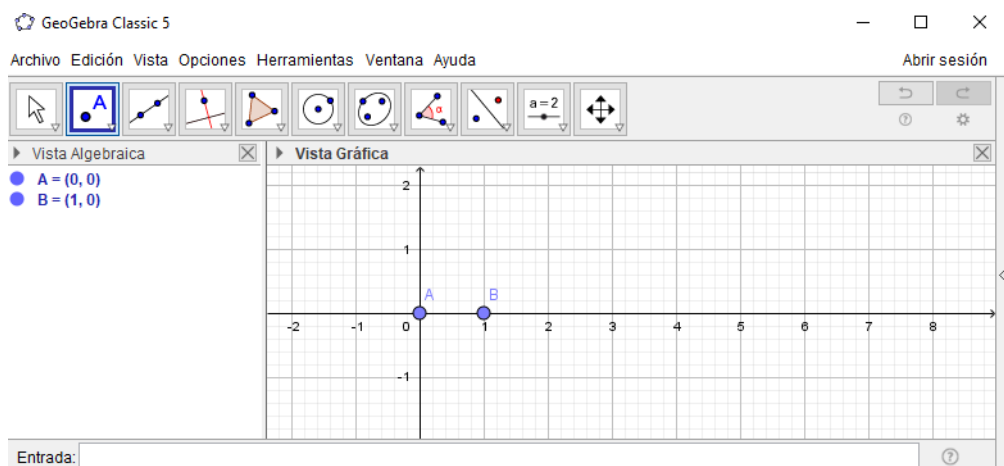 GeoGebra Classic 5
Archivo Edición Vista Opciones Herramientas Ventana Ayuda
Abrir sesión
A
α
a = 2
Vista Algebraica
Vista Gráfica
A = (0, 0)
B = (1, 0)
2
1
A
B
-2 -1 0 1 2 3 4 5 6 7 8
-1
Entrada: